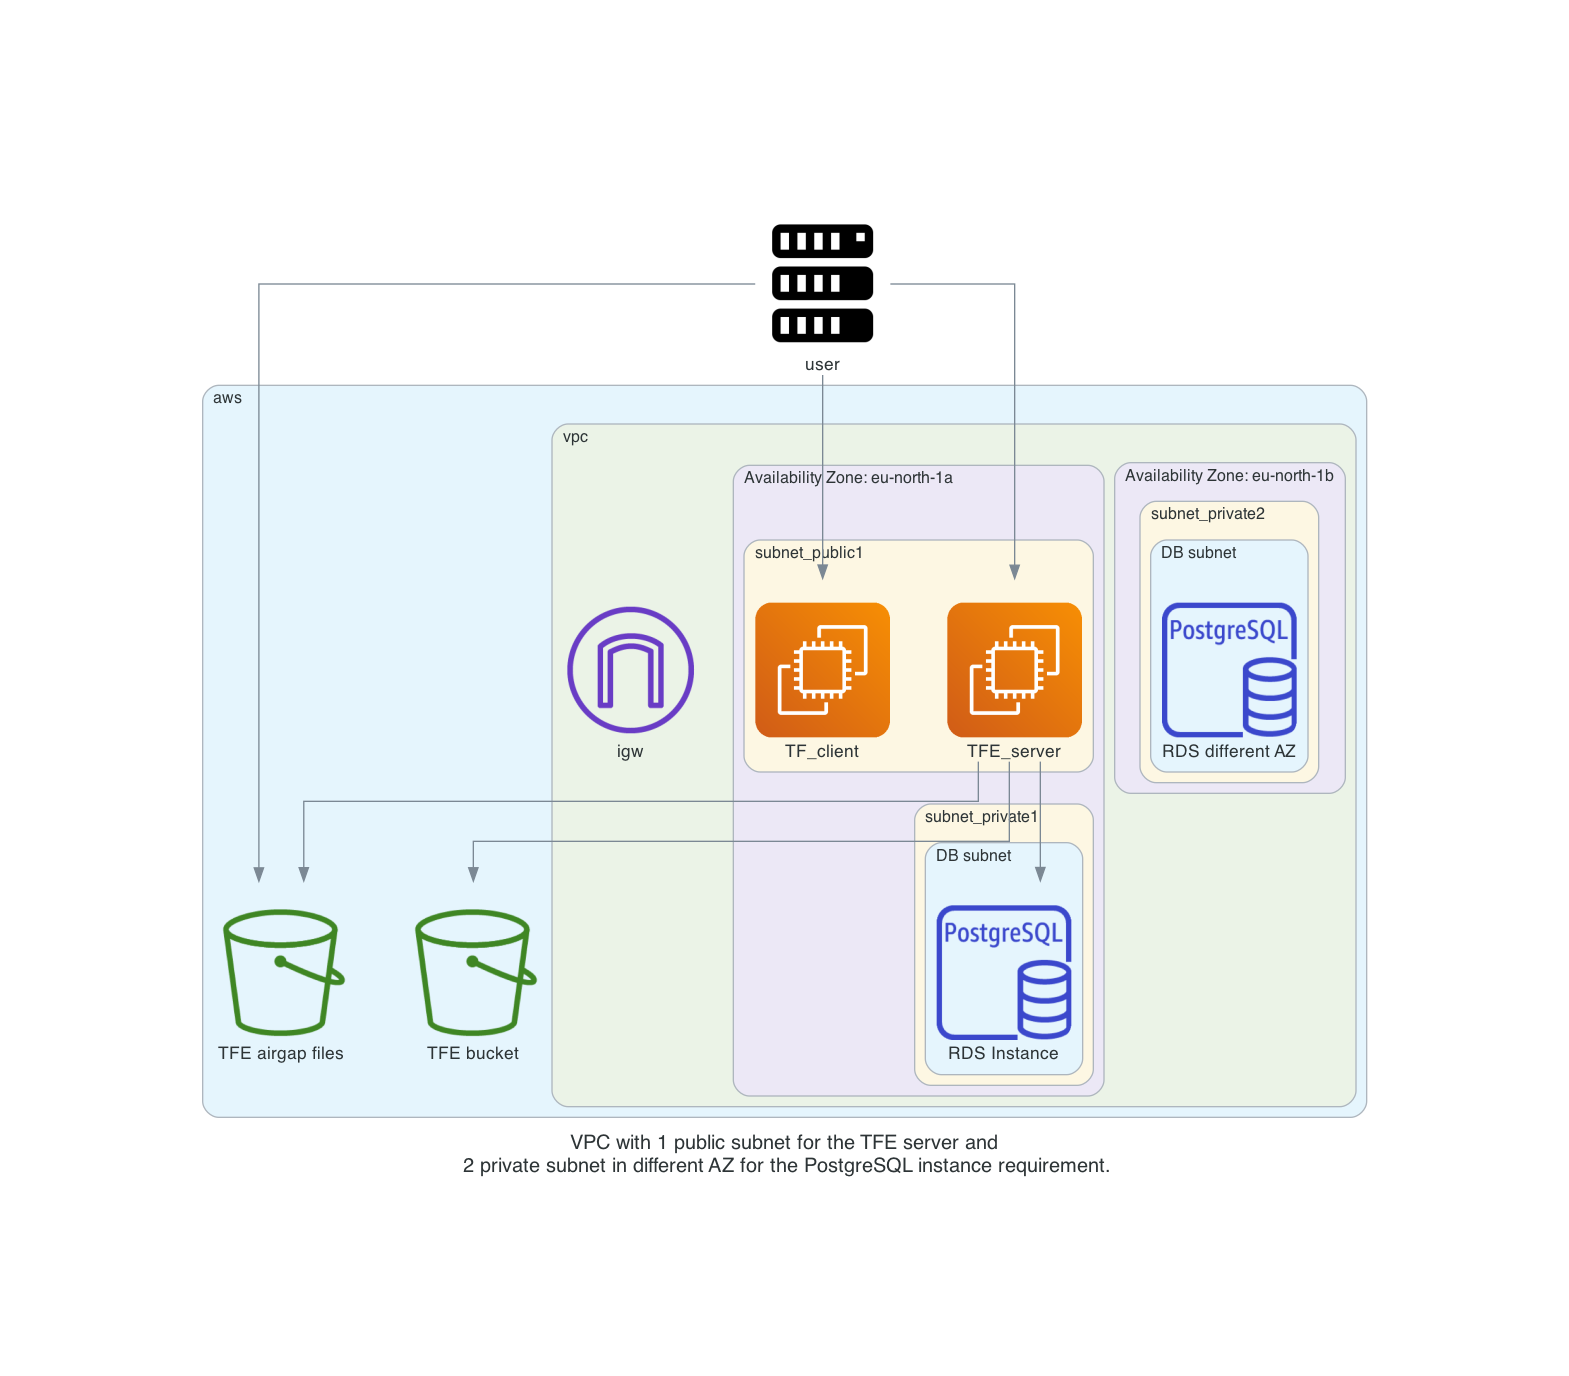 user
aws
vpc
Availability Zone: eu-north-1a
Availability Zone: eu-north-1b
subnet_private2
subnet_public1
DB subnet
PostgreSQL
igw
TF_client
TFE_server
RDS different AZ
subnet_private1
DB subnet
PostgreSQL
TFE airgap files
TFE bucket
RDS Instance
VPC with 1 public subnet for the TFE server and
2 private subnet in different AZ for the PostgreSQL instance requirement.